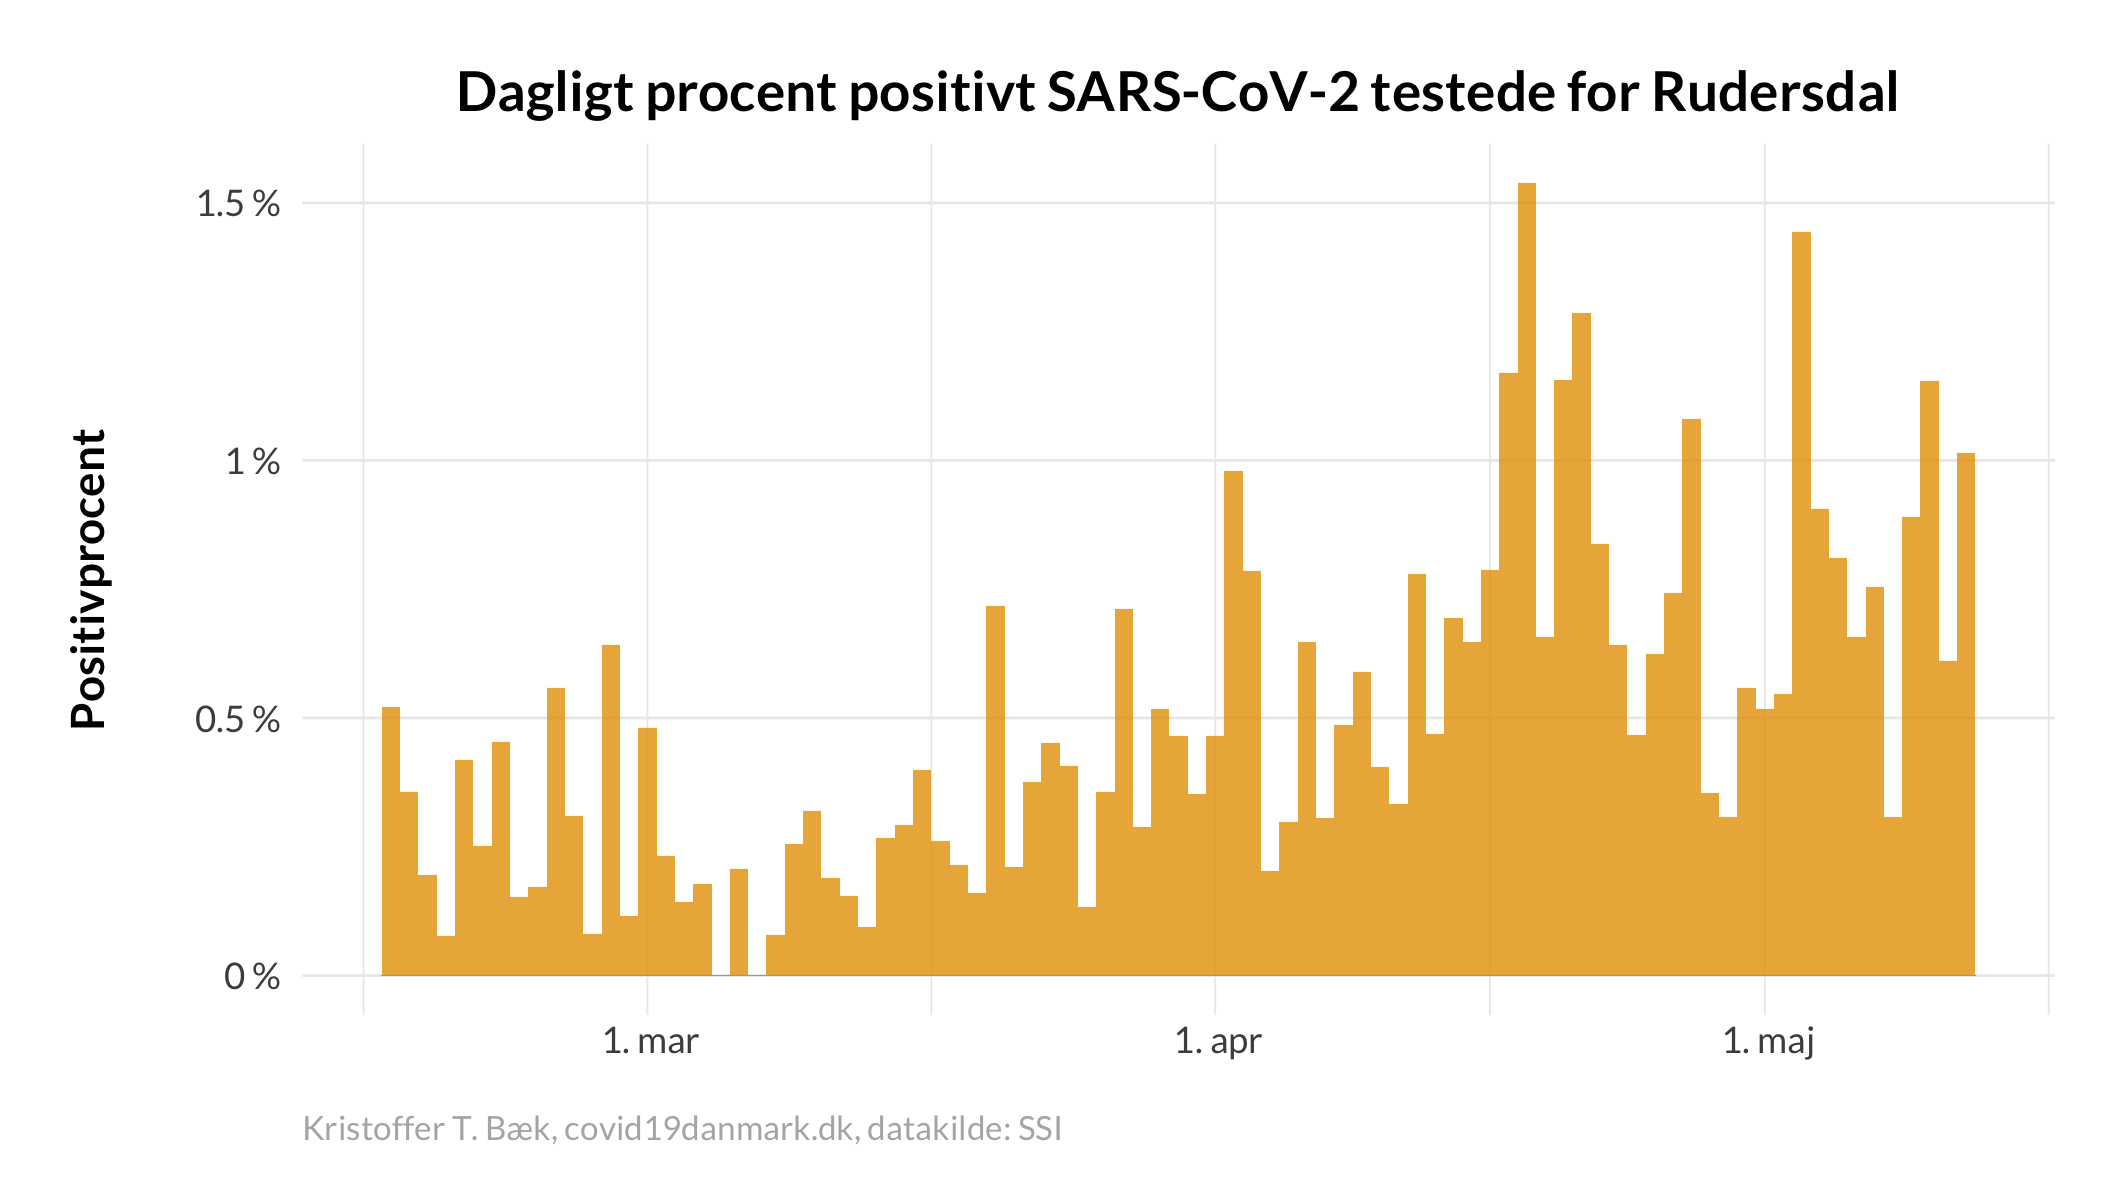 Dagligt procent positivt SARS-CoV-2 testede for Rudersdal
Positivprocent
1.5 %
1 %
0.5 %
0 %
1. mar
1. apr
1. maj
Kristoffer T. Bæk, covid19danmark.dk, datakilde: SSI